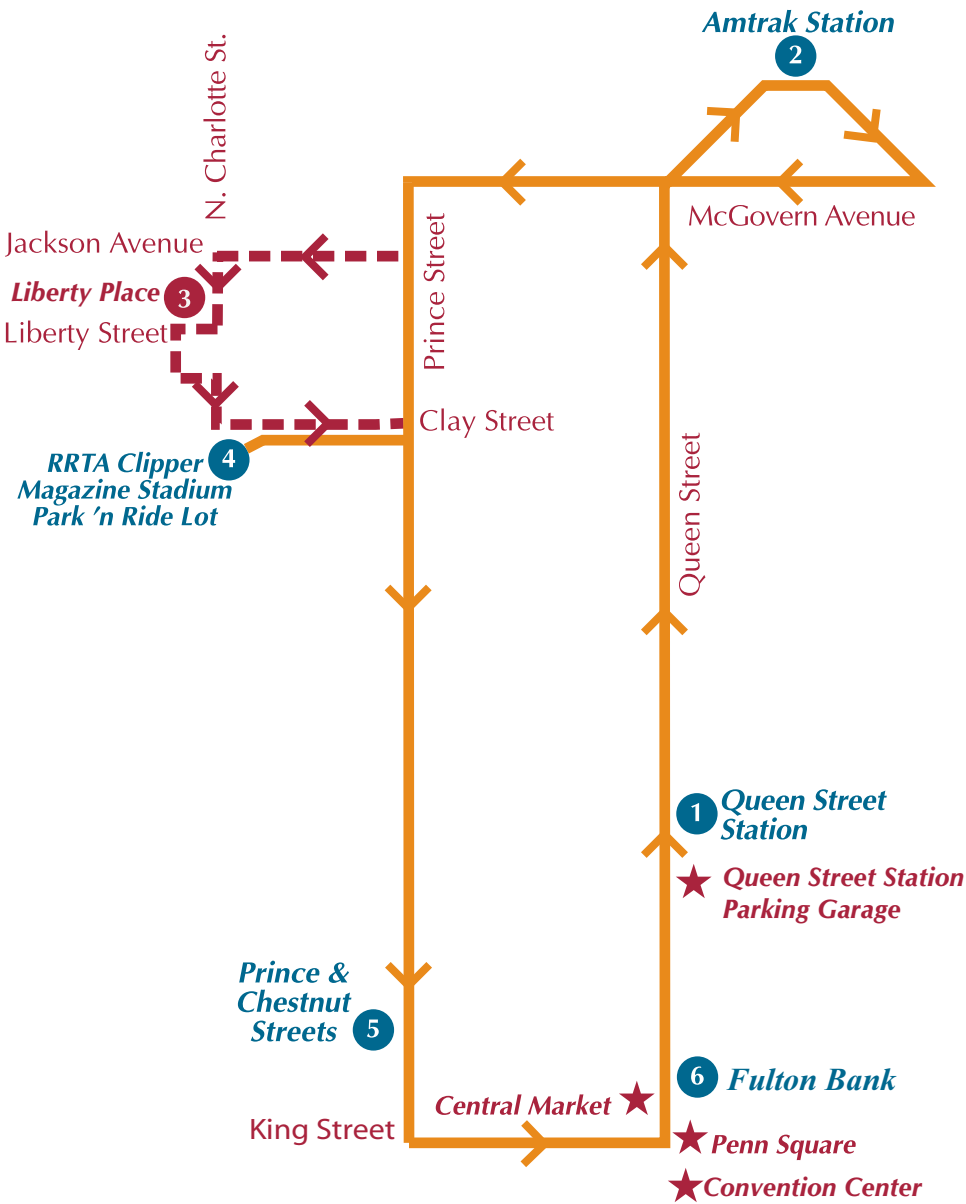 Amtrak Station
2
N. Charlotte St.
McGovern Avenue
Jackson Avenue
Prince Street
Liberty Place
3
Liberty Street
Clay Street
RRTA Clipper
4
Magazine Stadium
Park ’n Ride Lot
Queen Street
1
Queen Street
Station
Queen Street Station
Parking Garage
Prince &
Chestnut
Streets
5
6
Fulton Bank
Central Market
King Street
Penn Square
Convention Center